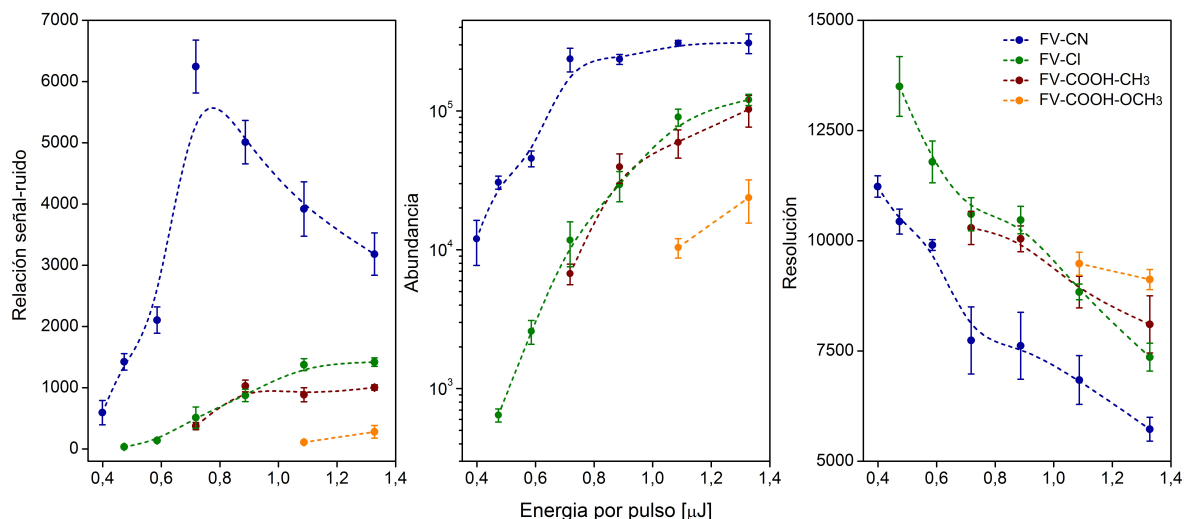 Relación señal-ruido
7000
6000
5000
4000
3000
2000
1000
0
0,4 0,6 0,8 1,0 1,2 1,4
Abundancia
10⁵
10⁴
10³
0,4 0,6 0,8 1,0 1,2 1,4
Energia por pulso [µJ]
Resolución
15000
12500
10000
7500
5000
0,4 0,6 0,8 1,0 1,2 1,4
FV-CN
FV-Cl
FV-COOH-CH₃
FV-COOH-OCH₃